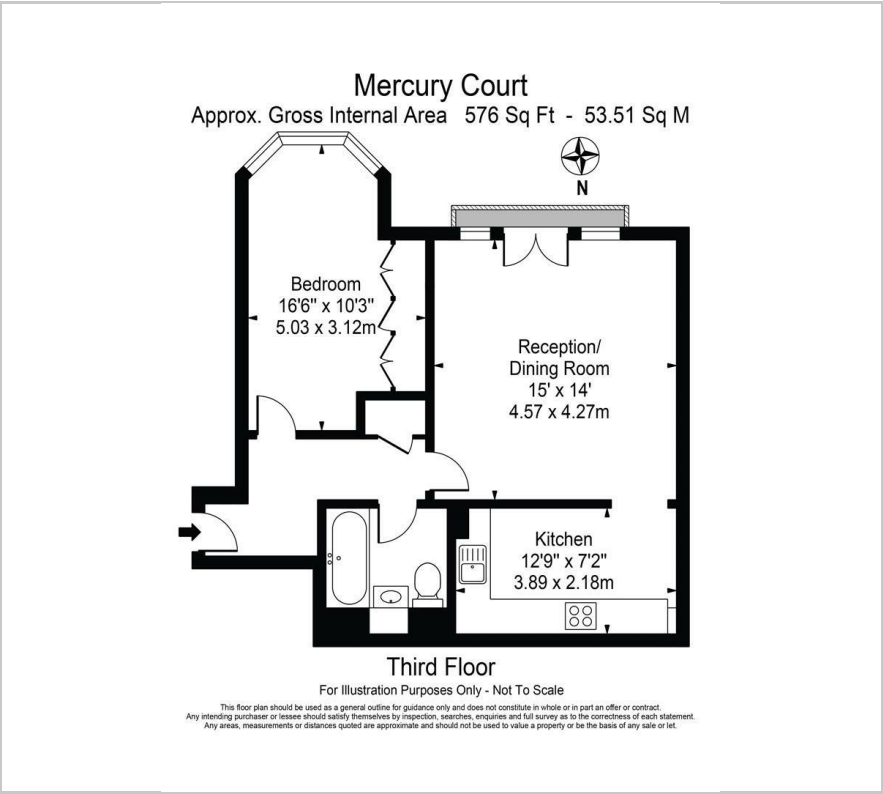 Mercury Court
Approx. Gross Internal Area 576 Sq Ft - 53.51 Sq M
N
Bedroom
16'6" x 10'3"
5.03 x 3.12m
Reception/
Dining Room
15' x 14'
4.57 x 4.27m
Kitchen
12'9" x 7'2"
3.89 x 2.18m
Third Floor
For Illustration Purposes Only - Not To Scale
This floor plan should be used as a general outline for guidance only and does not constitute in whole or in part an offer or contract.
Any intending purchaser or lessee should satisfy themselves by inspection, searches, enquiries and full survey as to the correctness of each statement.
Any areas, measurements or distances quoted are approximate and should not be used to value a property or be the basis of any sale or let.